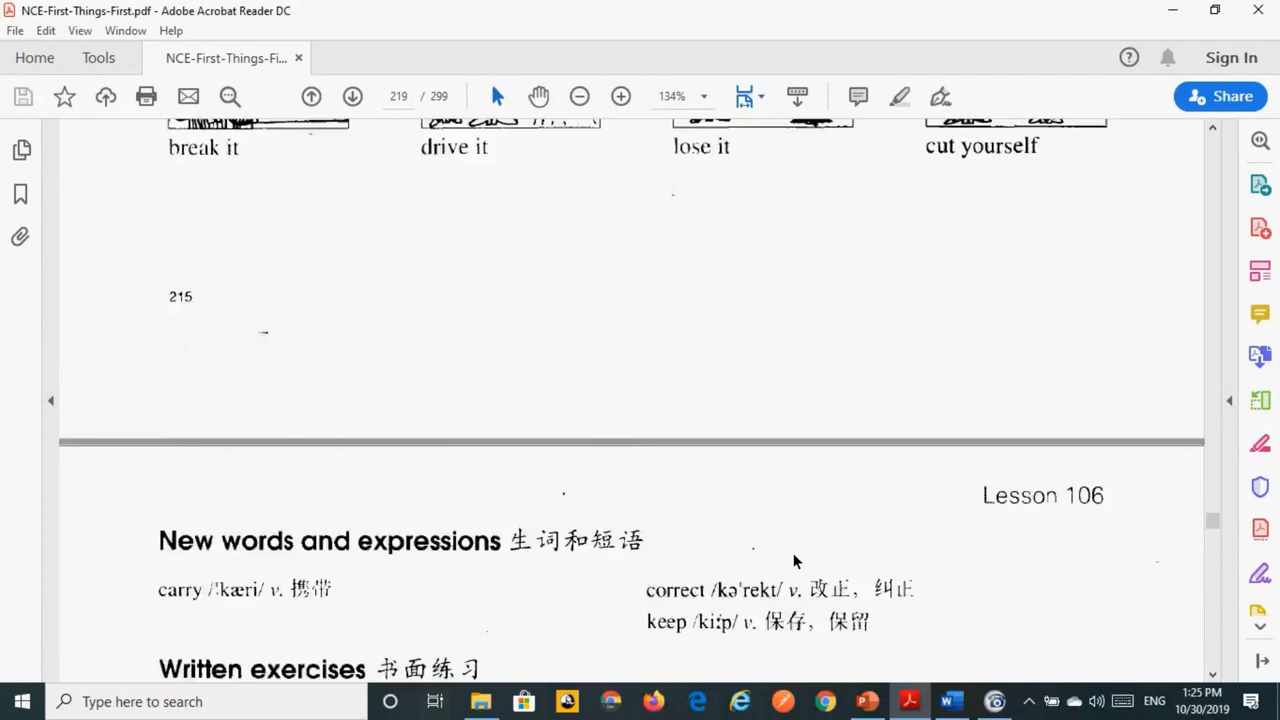 NCE-First-Things-First.pdf - Adobe Acrobat Reader DC
File Edit View Window Help
Home Tools NCE-First-Things-Fi... × Sign In
219 / 299 134% Share
break it drive it lose it cut yourself
215
Lesson 106
New words and expressions 生词和短语
carry /ˈkæri/ v. 携带 correct /kəˈrekt/ v. 改正，纠正
keep /kiːp/ v. 保存，保留
Written exercises 书面练习
Type here to search ENG 1:25 PM
10/30/2019